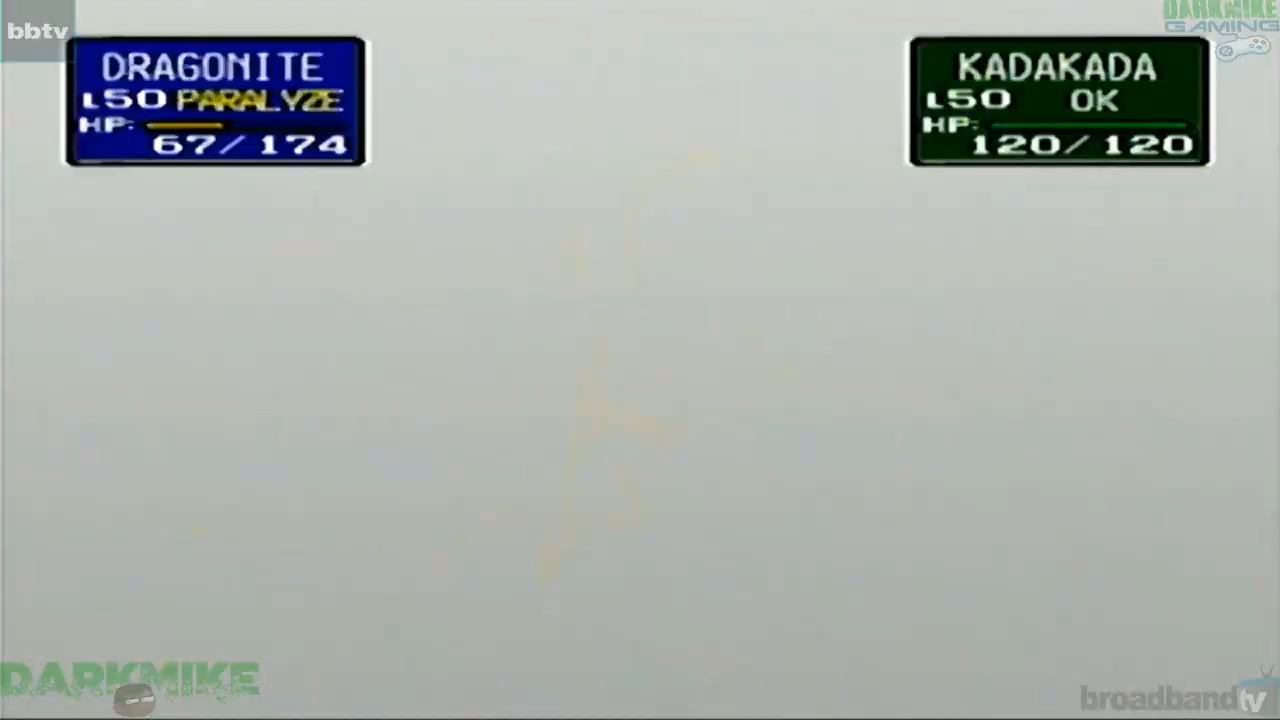 bbtv
DARKMIKE
GAMING
DRAGONITE
L50 PARALYZE
HP:
67/174
KADAKADA
L50 OK
HP:
120/120
DARKMIKE
broadbandtv